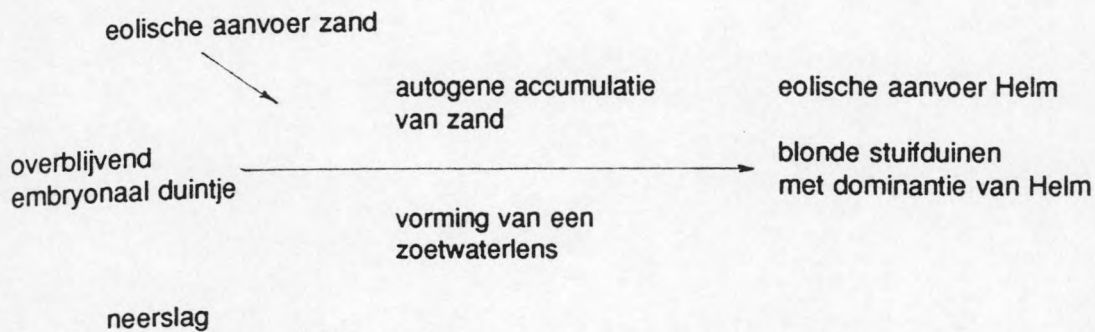 eolische aanvoer zand
autogene accumulatie
van zand
eolische aanvoer Helm
overblijvend
embryonaal duintje
blonde stuifduinen
met dominantie van Helm
vorming van een
zoetwaterlens
neerslag